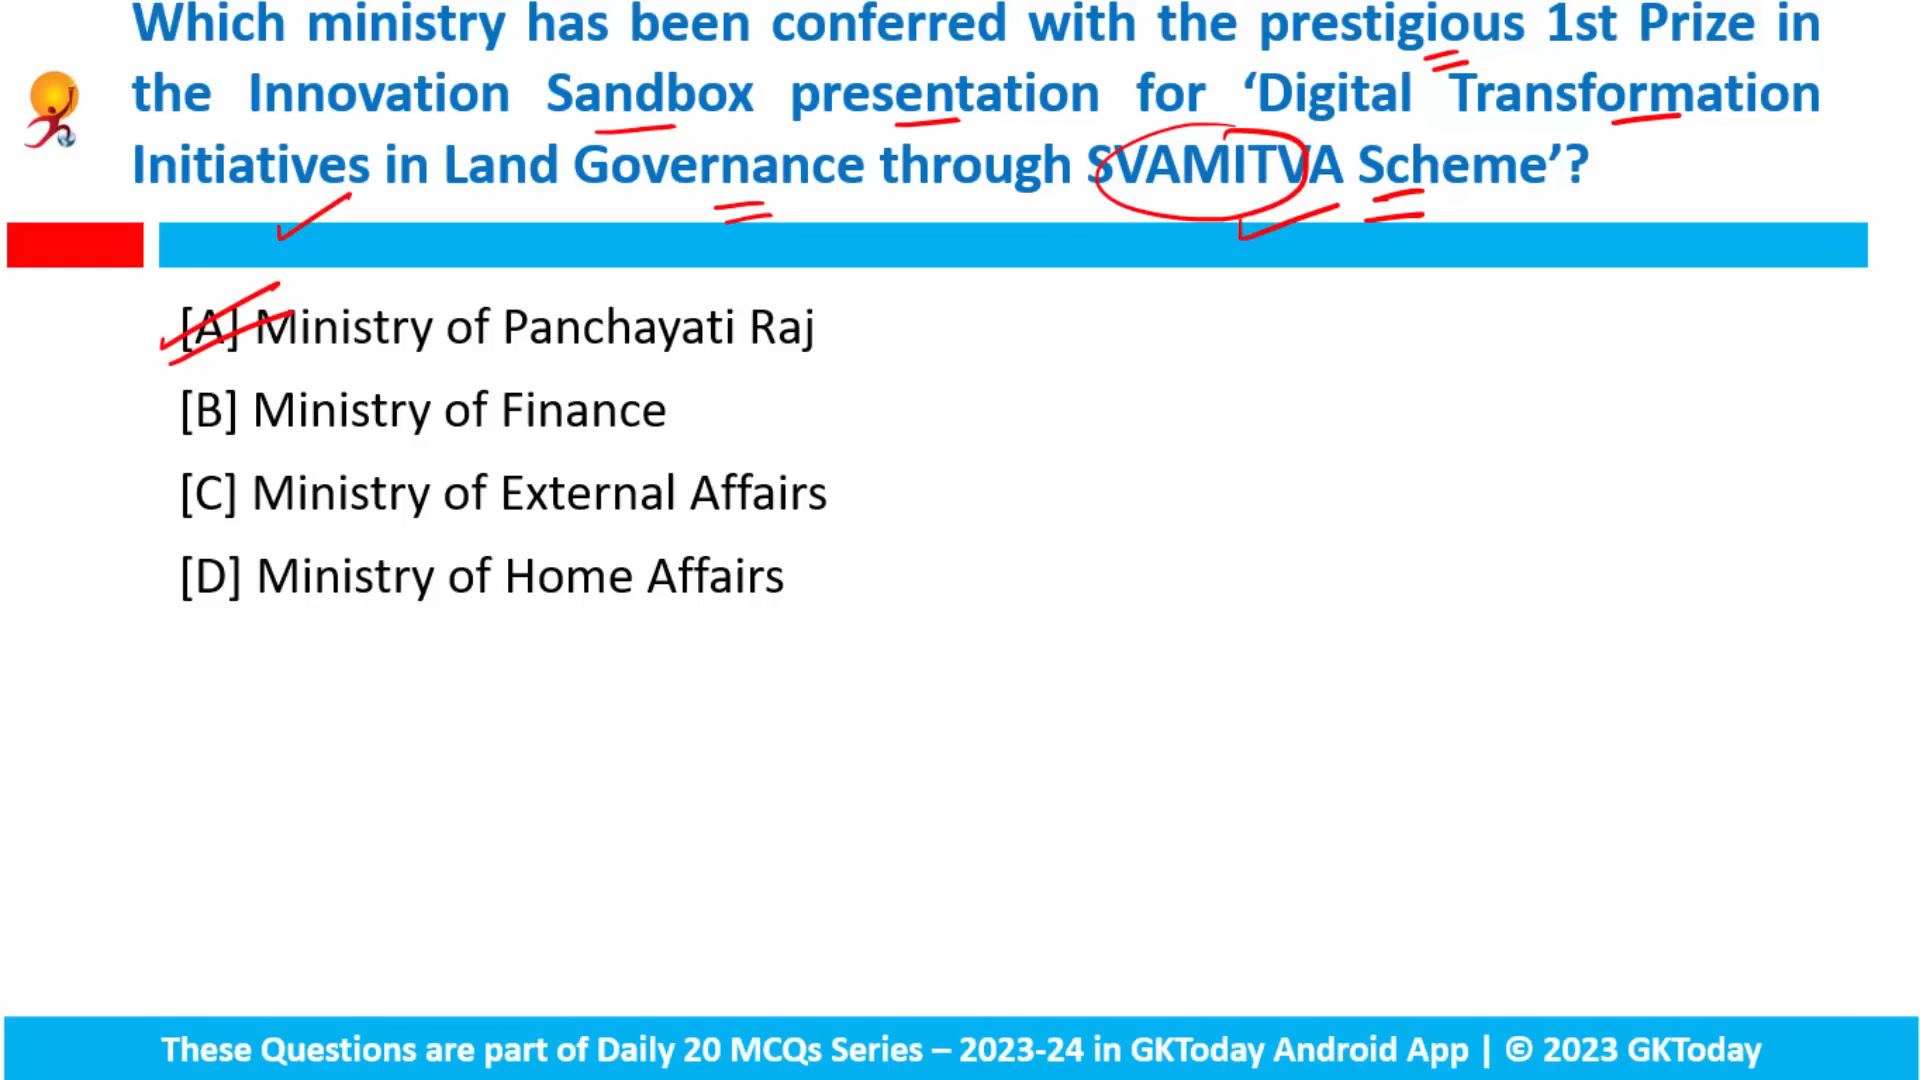 Which ministry has been conferred with the prestigious 1st Prize in
the Innovation Sandbox presentation for ‘Digital Transformation
Initiatives in Land Governance through SVAMITVA Scheme’?
[A] Ministry of Panchayati Raj
[B] Ministry of Finance
[C] Ministry of External Affairs
[D] Ministry of Home Affairs
These Questions are part of Daily 20 MCQs Series – 2023-24 in GKToday Android App | © 2023 GKToday